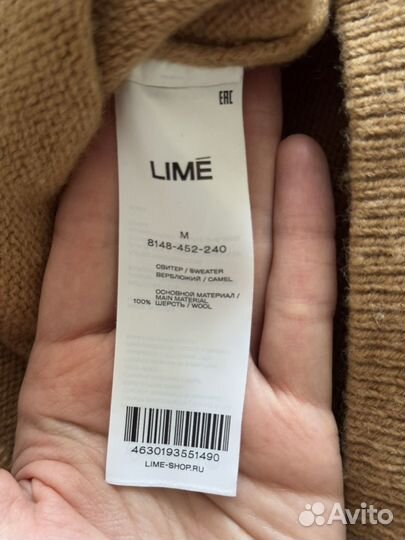 EAC
LIMĒ
M
8148-452-240
СВИТЕР / SWEATER
ВЕРБЛЮЖИЙ / CAMEL
ОСНОВНОЙ МАТЕРИАЛ /
MAIN MATERIAL
100% ШЕРСТЬ / WOOL
4630193551490
LIME-SHOP.RU
Avito